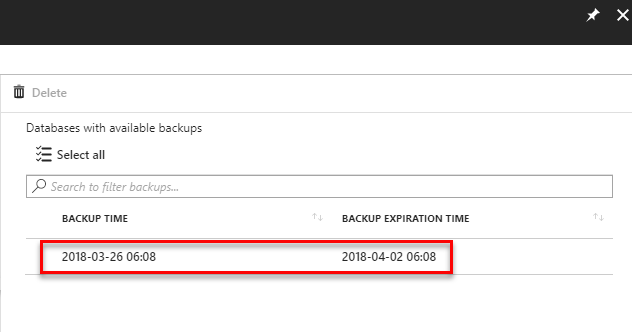 Delete
Databases with available backups
Select all
Search to filter backups...
BACKUP TIME BACKUP EXPIRATION TIME
2018-03-26 06:08 2018-04-02 06:08